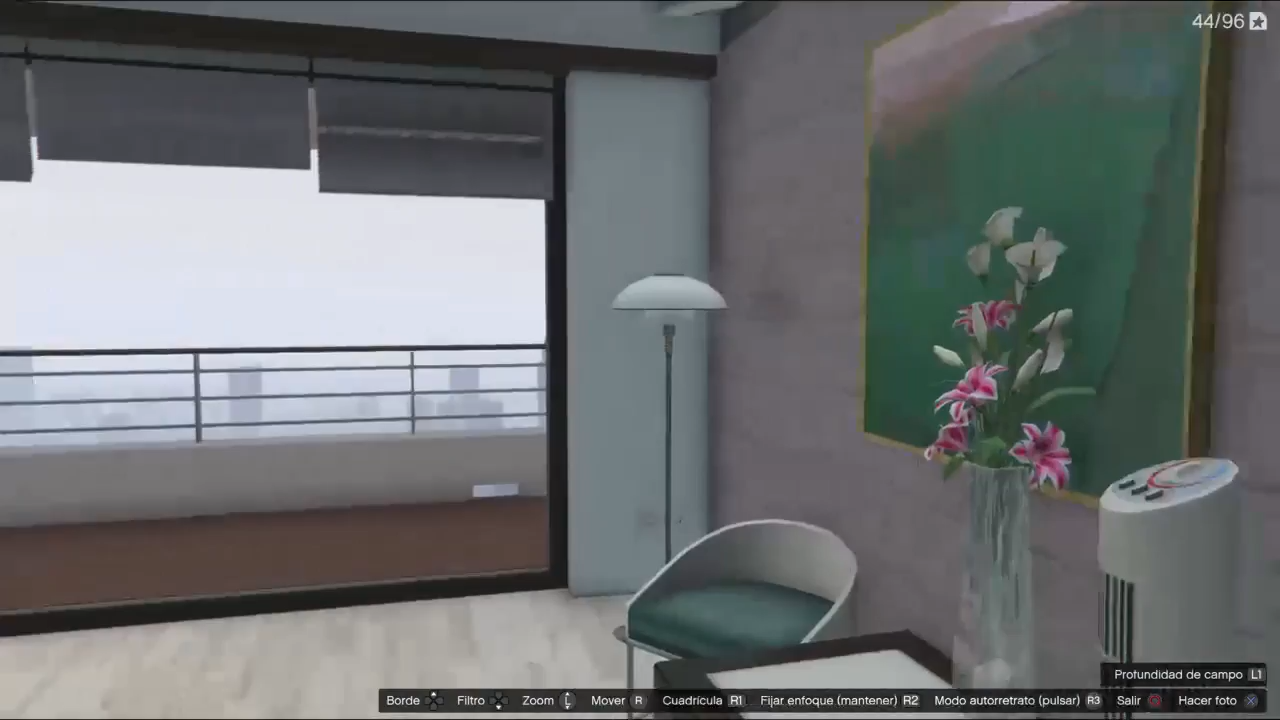 44/96
Profundidad de campo L1
Borde Filtro Zoom L Mover R Cuadrícula R1 Fijar enfoque (mantener) R2 Modo autorretrato (pulsar) R3 Salir Hacer foto